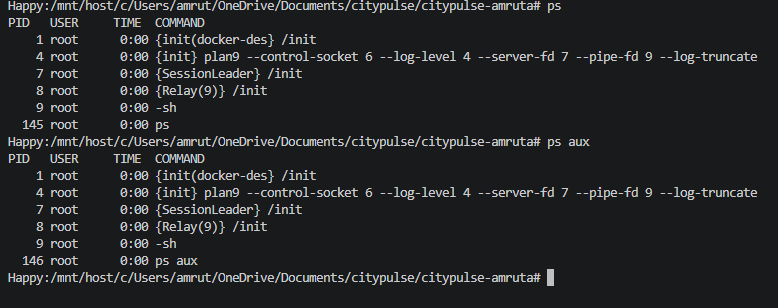 Happy:/mnt/host/c/Users/amrut/OneDrive/Documents/citypulse/citypulse-amruta# ps
PID   USER     TIME  COMMAND
    1 root      0:00 {init(docker-des} /init
    4 root      0:00 {init} plan9 --control-socket 6 --log-level 4 --server-fd 7 --pipe-fd 9 --log-truncate
    7 root      0:00 {SessionLeader} /init
    8 root      0:00 {Relay(9)} /init
    9 root      0:00 -sh
  145 root      0:00 ps
Happy:/mnt/host/c/Users/amrut/OneDrive/Documents/citypulse/citypulse-amruta# ps aux
PID   USER     TIME  COMMAND
    1 root      0:00 {init(docker-des} /init
    4 root      0:00 {init} plan9 --control-socket 6 --log-level 4 --server-fd 7 --pipe-fd 9 --log-truncate
    7 root      0:00 {SessionLeader} /init
    8 root      0:00 {Relay(9)} /init
    9 root      0:00 -sh
  146 root      0:00 ps aux
Happy:/mnt/host/c/Users/amrut/OneDrive/Documents/citypulse/citypulse-amruta#